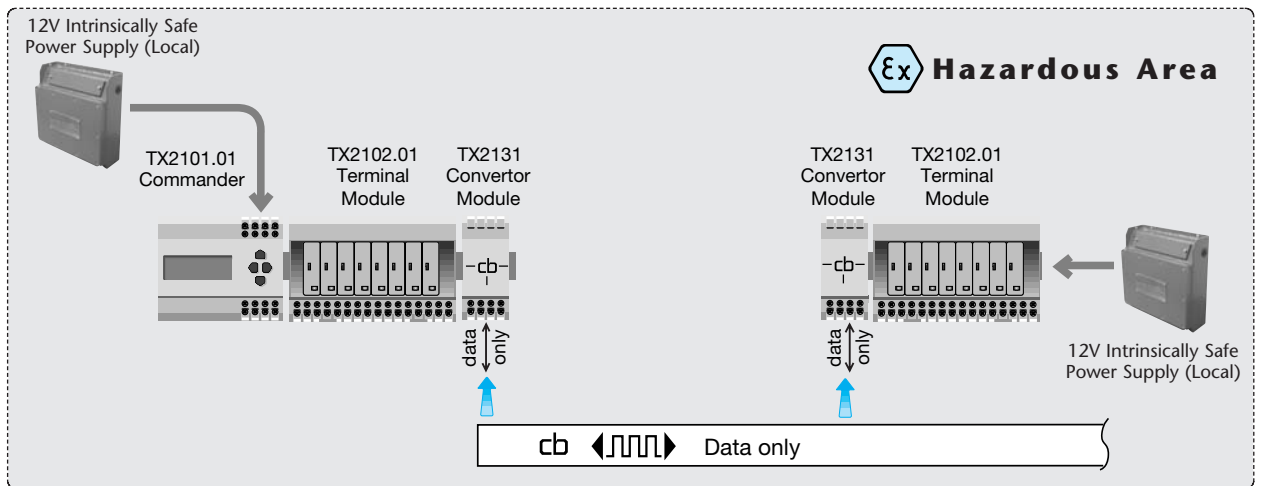 12V Intrinsically Safe
Power Supply (Local)
Ex Hazardous Area
TX2101.01
Commander
TX2102.01
Terminal
Module
TX2131
Convertor
Module
TX2131
Convertor
Module
TX2102.01
Terminal
Module
cb
cb
data
only
data
only
12V Intrinsically Safe
Power Supply (Local)
cb Data only